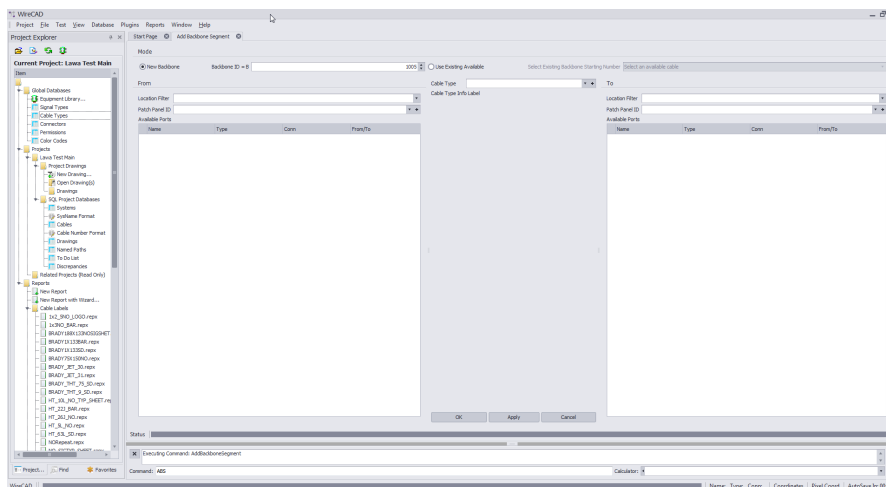 WireCAD
Project File Text View Database Plugins Reports Window Help
Project Explorer
Start Page Add Backbone Segment
Current Project: Lawa Test Main
Item
Global Databases
Equipment Library...
Signal Types
Cable Types
Connectors
Permissions
Color Codes
Projects
Lawa Test Main
Project Drawings
New Drawing...
Open Drawing(s)
Drawings
SQL Project Databases
Systems
SysName Format
Cables
Cable Number Format
Drawings
Named Paths
To Do List
Discrepancies
Related Projects (Read Only)
Reports
New Report
New Report with Wizard...
Cable Labels
1x2_5NO_LOGO.repx
1x3NO_BAR.repx
BRADY188X133NOSIGSHET
BRADY1X133BAR.repx
BRADY1X133SD.repx
BRADY75X150NO.repx
BRADY_JET_30.repx
BRADY_JET_31.repx
BRADY_THT_75_SD.repx
BRADY_THT_9_SD.repx
HT_10L_NO_TYP_SHEET.rep
HT_22J_BAR.repx
HT_26J_NO.repx
HT_5L_NO.repx
HT_63L_SD.repx
NORepeat.repx
Project... Find Favorites
Mode
New Backbone Backbone ID = B 1005 Use Existing Available Select Existing Backbone Starting Number Select an available cable
From
Location Filter
Patch Panel ID
Available Ports
Name Type Conn From/To
Cable Type
Cable Type Info Label
OK Apply Cancel
To
Location Filter
Patch Panel ID
Available Ports
Name Type Conn From/To
Status
Executing Command: AddBackboneSegment
Command: ABS Calculator:
WireCAD Name: Type: Conn: Coordinates Pixel Coord AutoSave In: